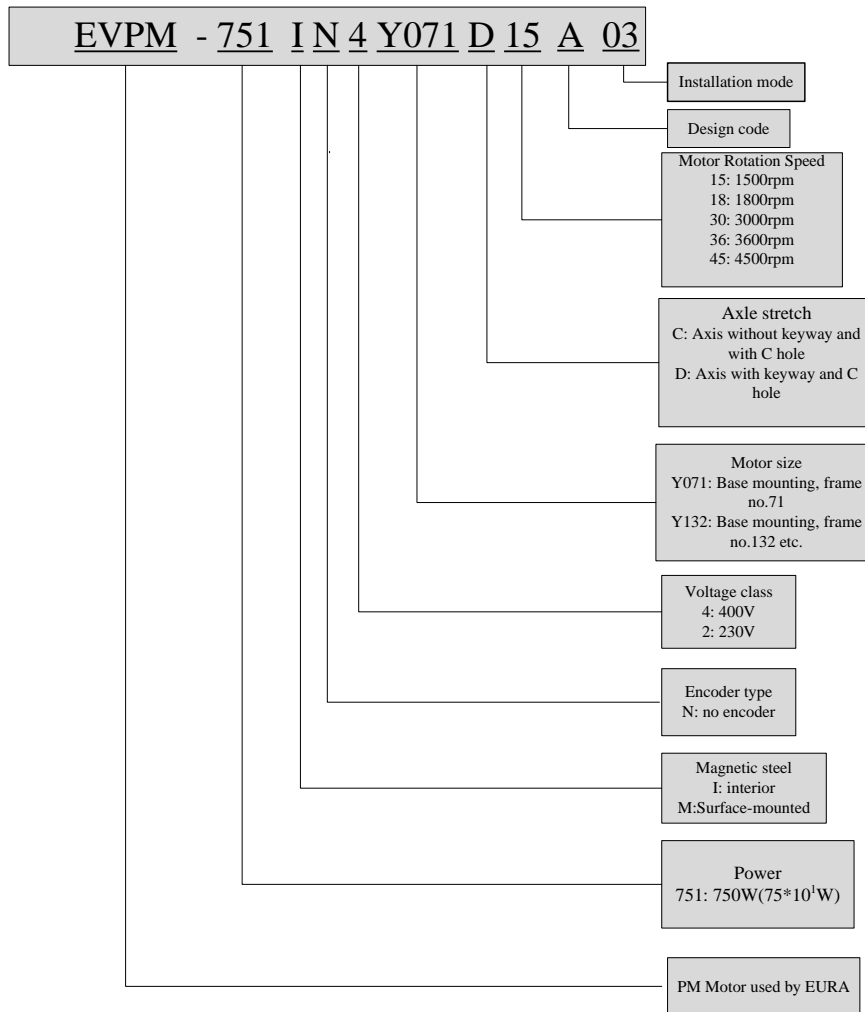 EVPM - 751 I N 4 Y071 D 15 A 03
Installation mode
Design code
Motor Rotation Speed
15: 1500rpm
18: 1800rpm
30: 3000rpm
36: 3600rpm
45: 4500rpm
Axle stretch
C: Axis without keyway and
with C hole
D: Axis with keyway and C
hole
Motor size
Y071: Base mounting, frame
no.71
Y132: Base mounting, frame
no.132 etc.
Voltage class
4: 400V
2: 230V
Encoder type
N: no encoder
Magnetic steel
I: interior
M:Surface-mounted
Power
751: 750W(75*10¹W)
PM Motor used by EURA